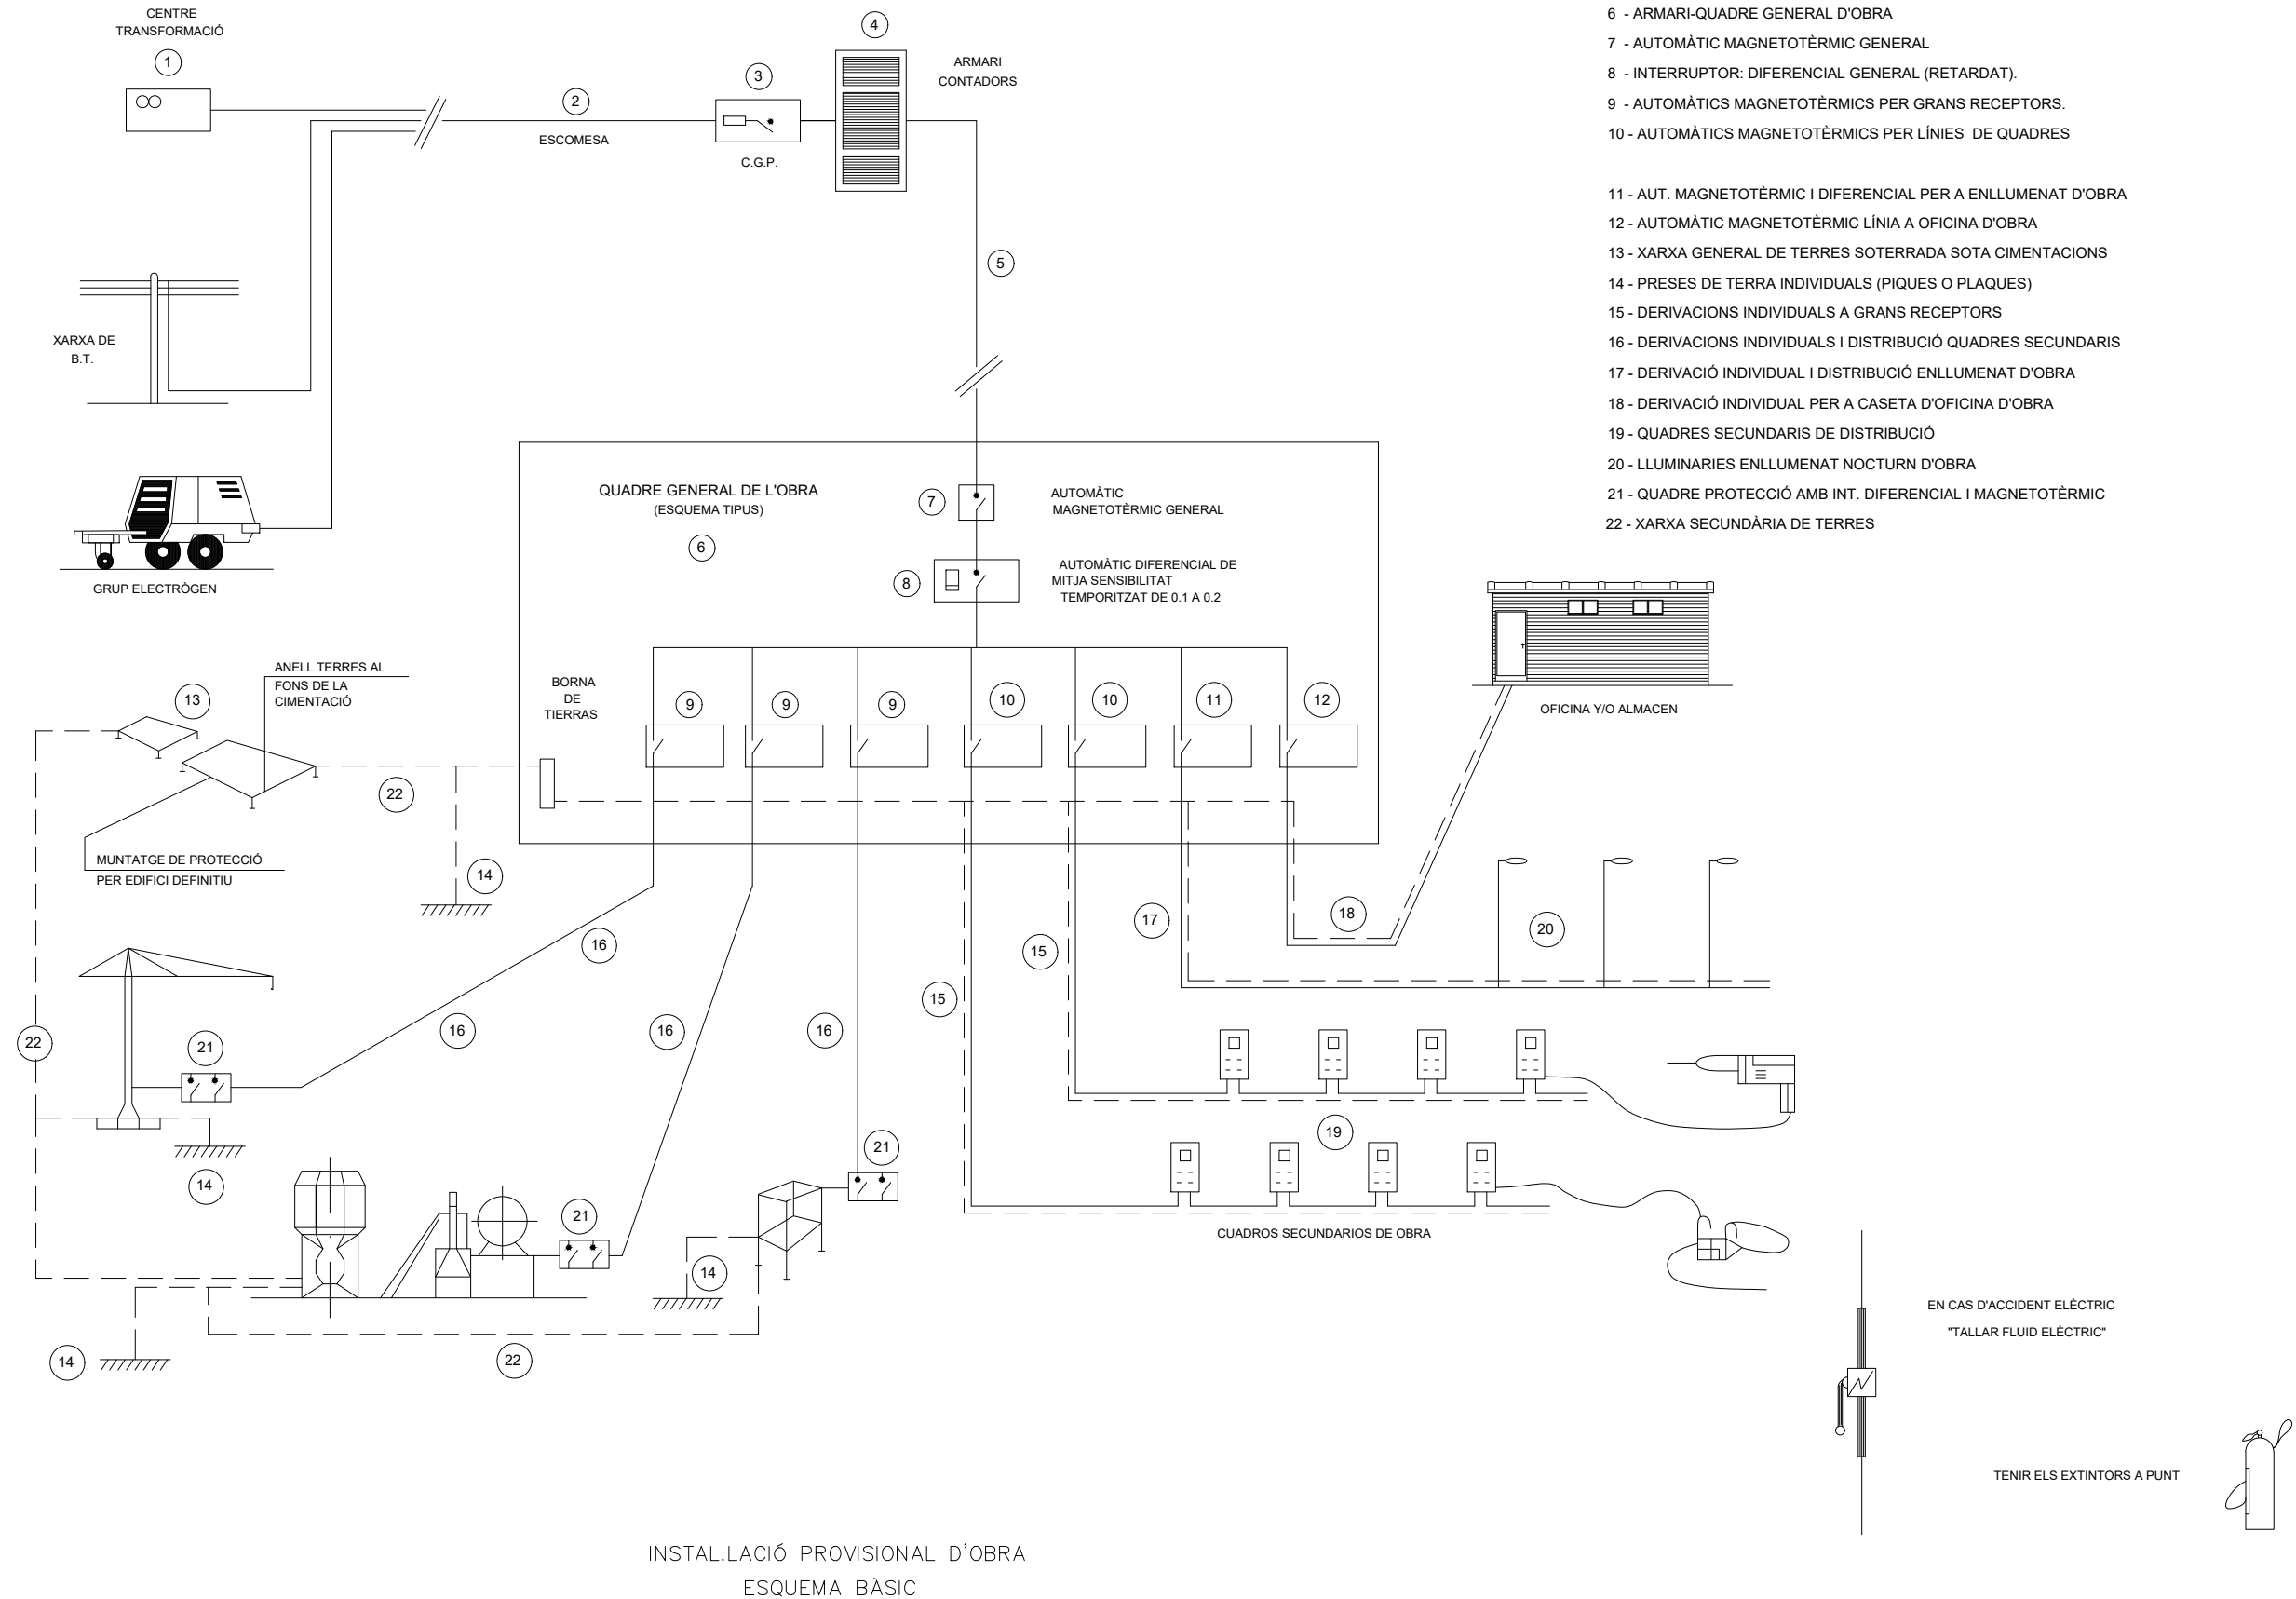 CENTRE
TRANSFORMACIÓ
1
2
ESCOMESA
3
C.G.P.
4
ARMARI
CONTADORS
5
XARXA DE
B.T.
GRUP ELECTRÒGEN
6 - ARMARI-QUADRE GENERAL D'OBRA
7 - AUTOMÀTIC MAGNETOTÈRMIC GENERAL
8 - INTERRUPTOR: DIFERENCIAL GENERAL (RETARDAT).
9 - AUTOMÀTICS MAGNETOTÈRMICS PER GRANS RECEPTORS.
10 - AUTOMÀTICS MAGNETOTÈRMICS PER LÍNIES DE QUADRES
11 - AUT. MAGNETOTÈRMIC I DIFERENCIAL PER A ENLLUMENAT D'OBRA
12 - AUTOMÀTIC MAGNETOTÈRMIC LÍNIA A OFICINA D'OBRA
13 - XARXA GENERAL DE TERRES SOTERRADA SOTA CIMENTACIONS
14 - PRESES DE TERRA INDIVIDUALS (PIQUES O PLAQUES)
15 - DERIVACIONS INDIVIDUALS A GRANS RECEPTORS
16 - DERIVACIONS INDIVIDUALS I DISTRIBUCIÓ QUADRES SECUNDARIS
17 - DERIVACIÓ INDIVIDUAL I DISTRIBUCIÓ ENLLUMENAT D'OBRA
18 - DERIVACIÓ INDIVIDUAL PER A CASETA D'OFICINA D'OBRA
19 - QUADRES SECUNDARIS DE DISTRIBUCIÓ
20 - LLUMINARIES ENLLUMENAT NOCTURN D'OBRA
21 - QUADRE PROTECCIÓ AMB INT. DIFERENCIAL I MAGNETOTÈRMIC
22 - XARXA SECUNDÀRIA DE TERRES
QUADRE GENERAL DE L'OBRA
(ESQUEMA TIPUS)
6
7
AUTOMÀTIC
MAGNETOTÈRMIC GENERAL
8
AUTOMÀTIC DIFERENCIAL DE
MITJA SENSIBILITAT
TEMPORITZAT DE 0.1 A 0.2
BORNA
DE
TIERRAS
9
9
9
10
10
11
12
OFICINA Y/O ALMACEN
ANELL TERRES AL
FONS DE LA
CIMENTACIÓ
13
22
MUNTATGE DE PROTECCIÓ
PER EDIFICI DEFINITIU
14
16
15
15
17
18
20
22
21
16
16
16
14
21
19
21
14
CUADROS SECUNDARIOS DE OBRA
14
22
EN CAS D'ACCIDENT ELÈCTRIC
"TALLAR FLUID ELÈCTRIC"
TENIR ELS EXTINTORS A PUNT
INSTAL.LACIÓ PROVISIONAL D'OBRA
ESQUEMA BÀSIC